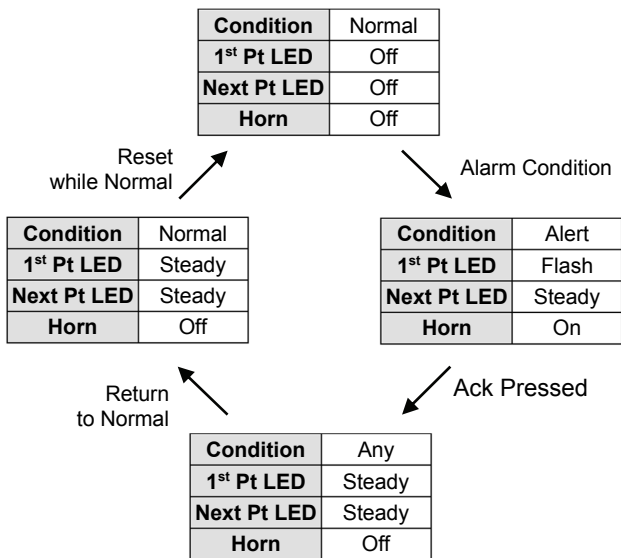 Condition Normal
1st Pt LED Off
Next Pt LED Off
Horn Off
Reset
while Normal
Alarm Condition
Condition Normal
1st Pt LED Steady
Next Pt LED Steady
Horn Off
Condition Alert
1st Pt LED Flash
Next Pt LED Steady
Horn On
Return
to Normal
Ack Pressed
Condition Any
1st Pt LED Steady
Next Pt LED Steady
Horn Off